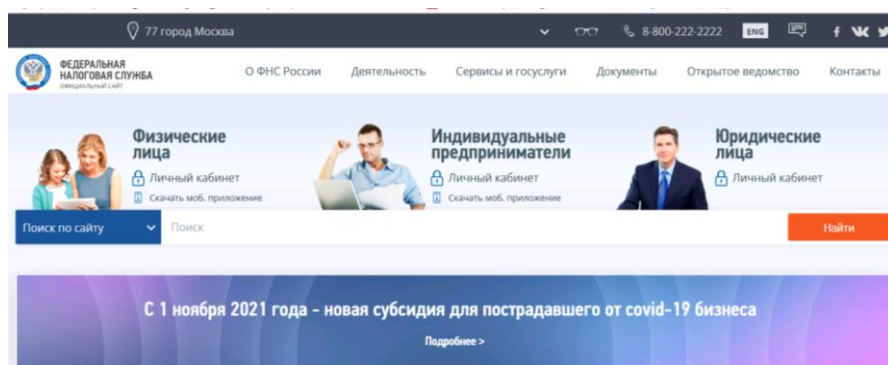 77 город Москва
8-800-222-2222
ENG
ФЕДЕРАЛЬНАЯ
НАЛОГОВАЯ СЛУЖБА
ОФИЦИАЛЬНЫЙ САЙТ
О ФНС России
Деятельность
Сервисы и госуслуги
Документы
Открытое ведомство
Контакты
Физические
лица
Личный кабинет
Скачать моб. приложение
Индивидуальные
предприниматели
Личный кабинет
Скачать моб. приложение
Юридические
лица
Личный кабинет
Поиск по сайту
Поиск
Найти
С 1 ноября 2021 года – новая субсидия для пострадавшего от covid-19 бизнеса
Подробнее >